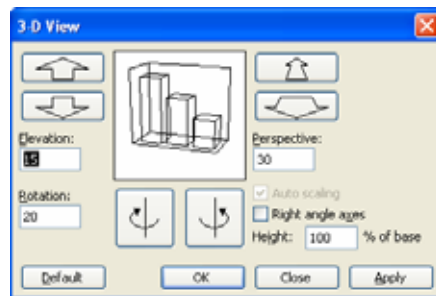 3-D View
Elevation:
15
Perspective:
30
Rotation:
20
Auto scaling
Right angle axes
Height: 100 % of base
Default OK Close Apply